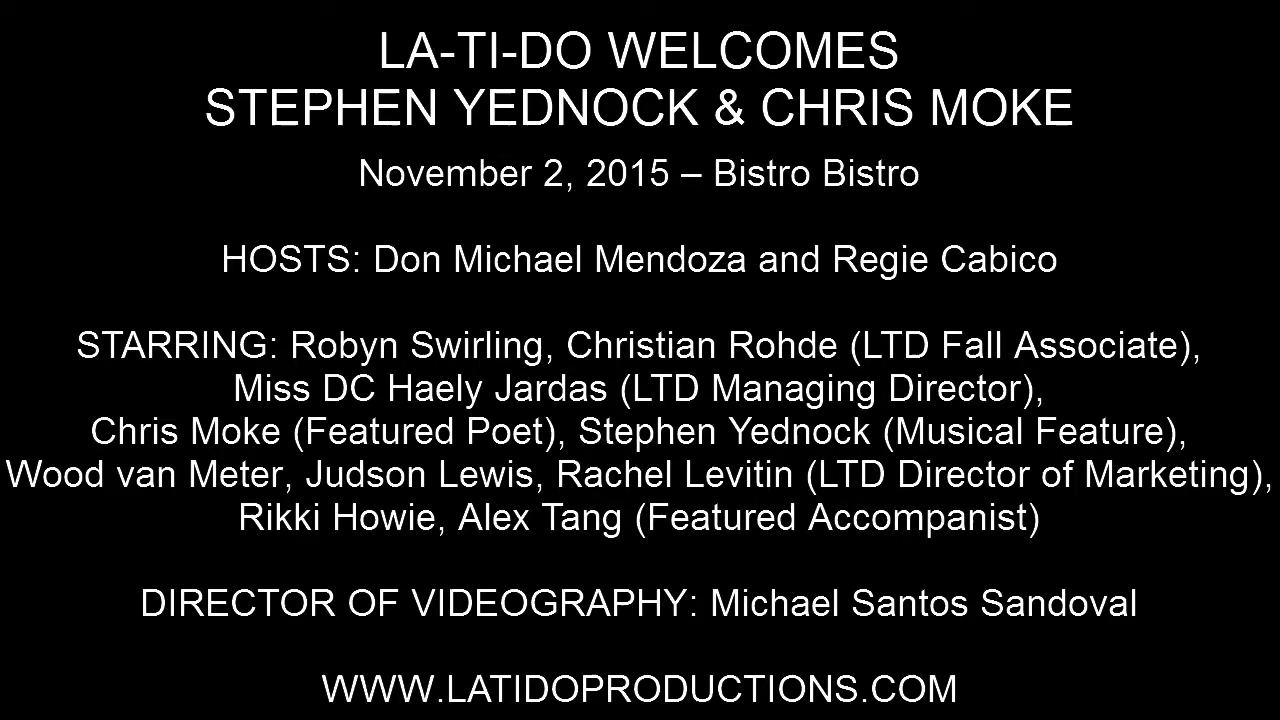 LA-TI-DO WELCOMES
STEPHEN YEDNOCK & CHRIS MOKE
November 2, 2015 – Bistro Bistro
HOSTS: Don Michael Mendoza and Regie Cabico
STARRING: Robyn Swirling, Christian Rohde (LTD Fall Associate),
Miss DC Haely Jardas (LTD Managing Director),
Chris Moke (Featured Poet), Stephen Yednock (Musical Feature),
Wood van Meter, Judson Lewis, Rachel Levitin (LTD Director of Marketing),
Rikki Howie, Alex Tang (Featured Accompanist)
DIRECTOR OF VIDEOGRAPHY: Michael Santos Sandoval
WWW.LATIDOPRODUCTIONS.COM